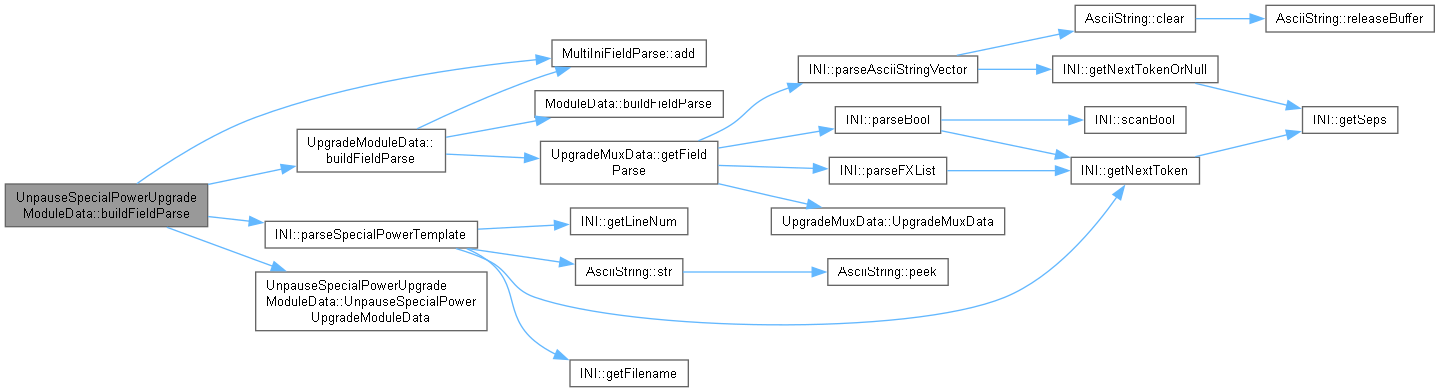 UnpauseSpecialPowerUpgrade
ModuleData::buildFieldParse
MultiIniFieldParse::add
UpgradeModuleData::
buildFieldParse
ModuleData::buildFieldParse
UpgradeMuxData::getField
Parse
INI::parseAsciiStringVector
AsciiString::clear
AsciiString::releaseBuffer
INI::getNextTokenOrNull
INI::getSeps
INI::parseBool
INI::scanBool
INI::getNextToken
INI::parseFXList
UpgradeMuxData::UpgradeMuxData
INI::parseSpecialPowerTemplate
INI::getLineNum
AsciiString::str
AsciiString::peek
INI::getFilename
UnpauseSpecialPowerUpgrade
ModuleData::UnpauseSpecialPower
UpgradeModuleData